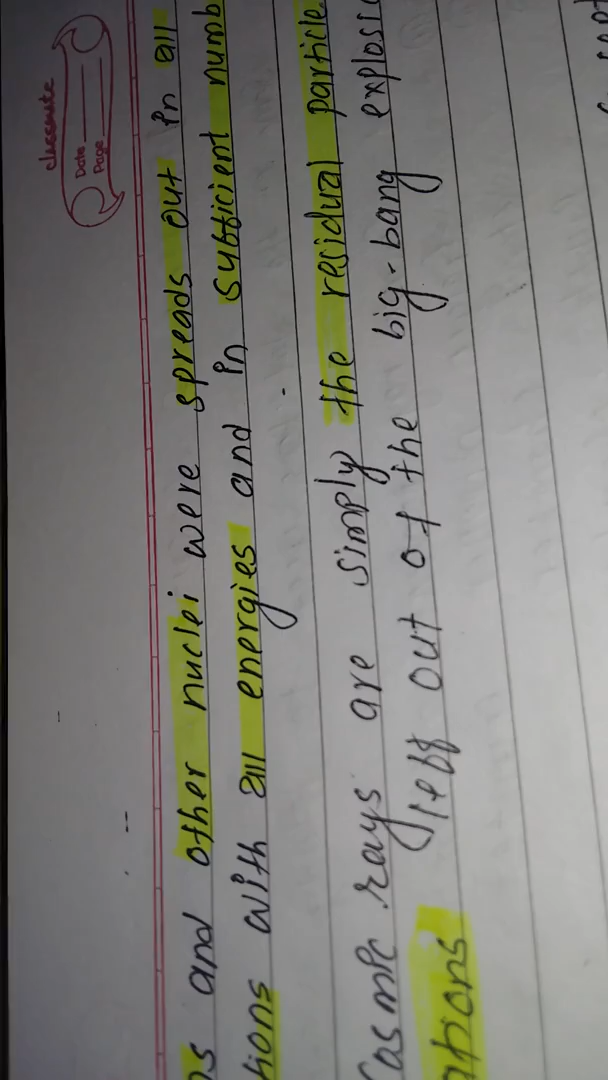 classmate
Date
Page
and other nuclei were spreads out in all
with all energies and in sufficient numb
Cosmic rays are simply the residual particle
left out of the big-bang explosi